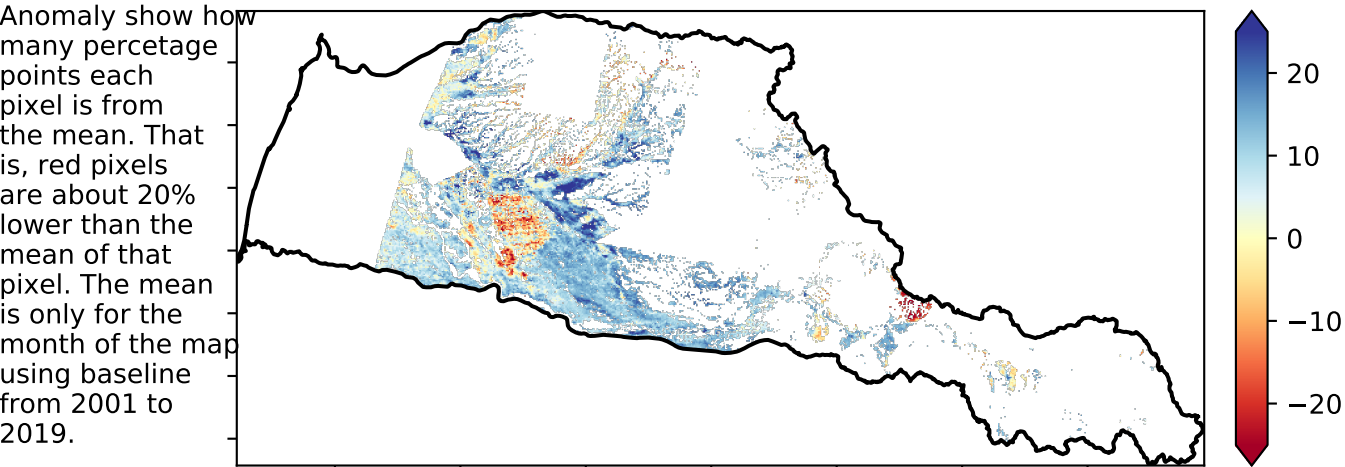 Anomaly show how
many percetage
points each
pixel is from
the mean. That
is, red pixels
are about 20%
lower than the
mean of that
pixel. The mean
is only for the
month of the map
using baseline
from 2001 to
2019.
20
10
0
−10
−20